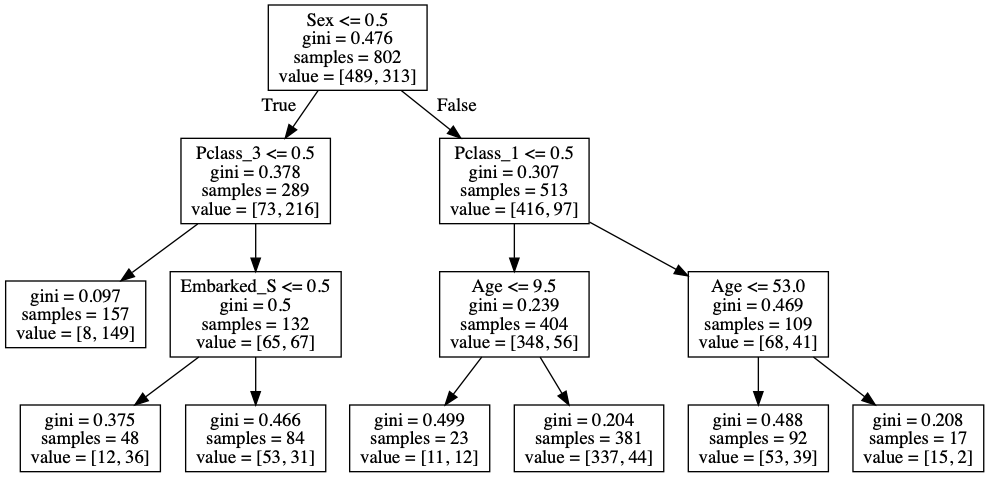 Sex <= 0.5
gini = 0.476
samples = 802
value = [489, 313]
True
False
Pclass_3 <= 0.5
gini = 0.378
samples = 289
value = [73, 216]
Pclass_1 <= 0.5
gini = 0.307
samples = 513
value = [416, 97]
gini = 0.097
samples = 157
value = [8, 149]
Embarked_S <= 0.5
gini = 0.5
samples = 132
value = [65, 67]
Age <= 9.5
gini = 0.239
samples = 404
value = [348, 56]
Age <= 53.0
gini = 0.469
samples = 109
value = [68, 41]
gini = 0.375
samples = 48
value = [12, 36]
gini = 0.466
samples = 84
value = [53, 31]
gini = 0.499
samples = 23
value = [11, 12]
gini = 0.204
samples = 381
value = [337, 44]
gini = 0.488
samples = 92
value = [53, 39]
gini = 0.208
samples = 17
value = [15, 2]